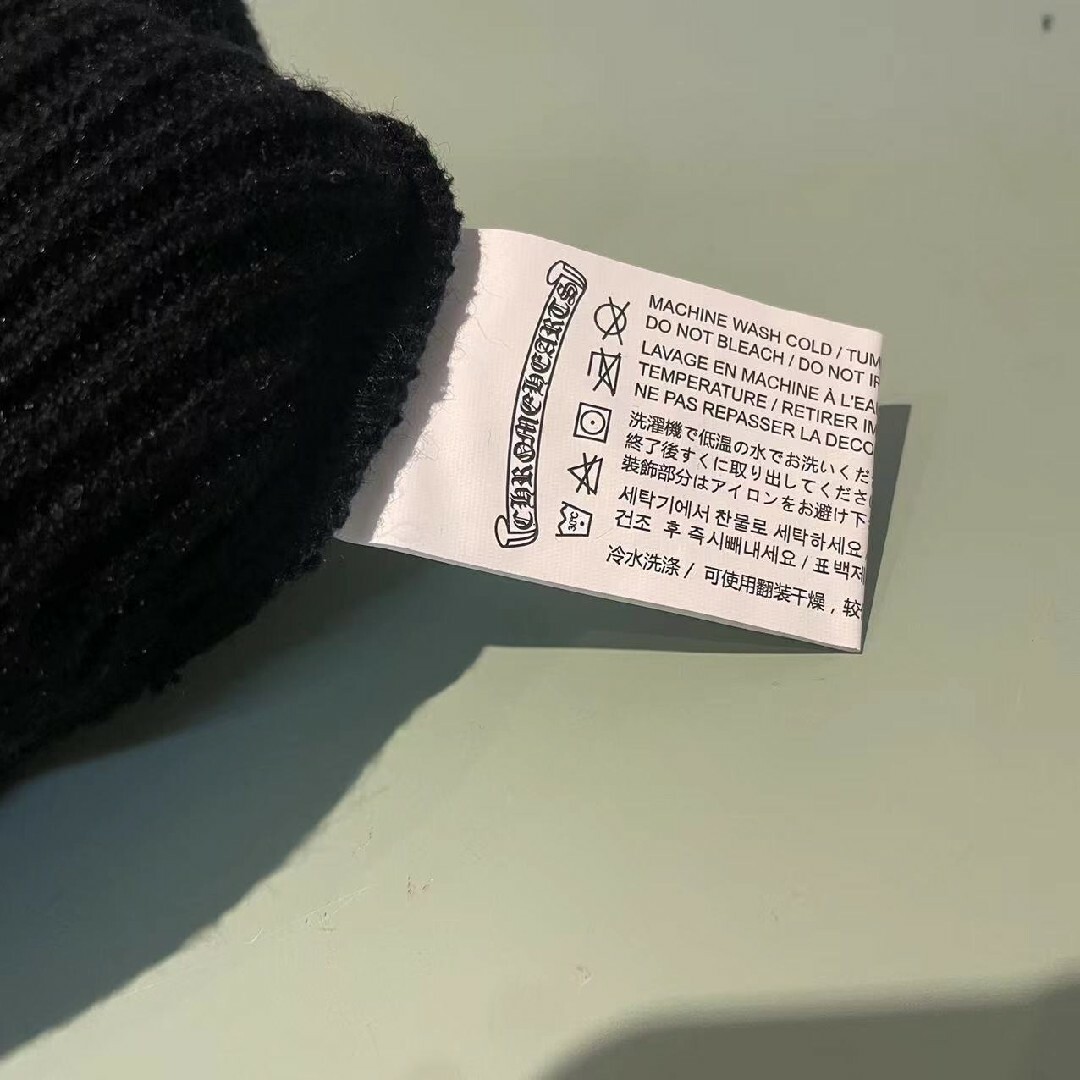 CHROME HEARTS
MACHINE WASH COLD / TUM
DO NOT BLEACH / DO NOT IR
LAVAGE EN MACHINE À L'EAU
TEMPERATURE / RETIRER IM
NE PAS REPASSER LA DECO
洗濯機で低温の水でお洗いくだ
終了後すぐに取り出してくださ
装飾部分はアイロンをお避け下
세탁기에서 찬물로 세탁하세요
건조 후 즉시빼내세요 / 표백제
冷水洗涤 / 可使用翻装干燥，较
30C